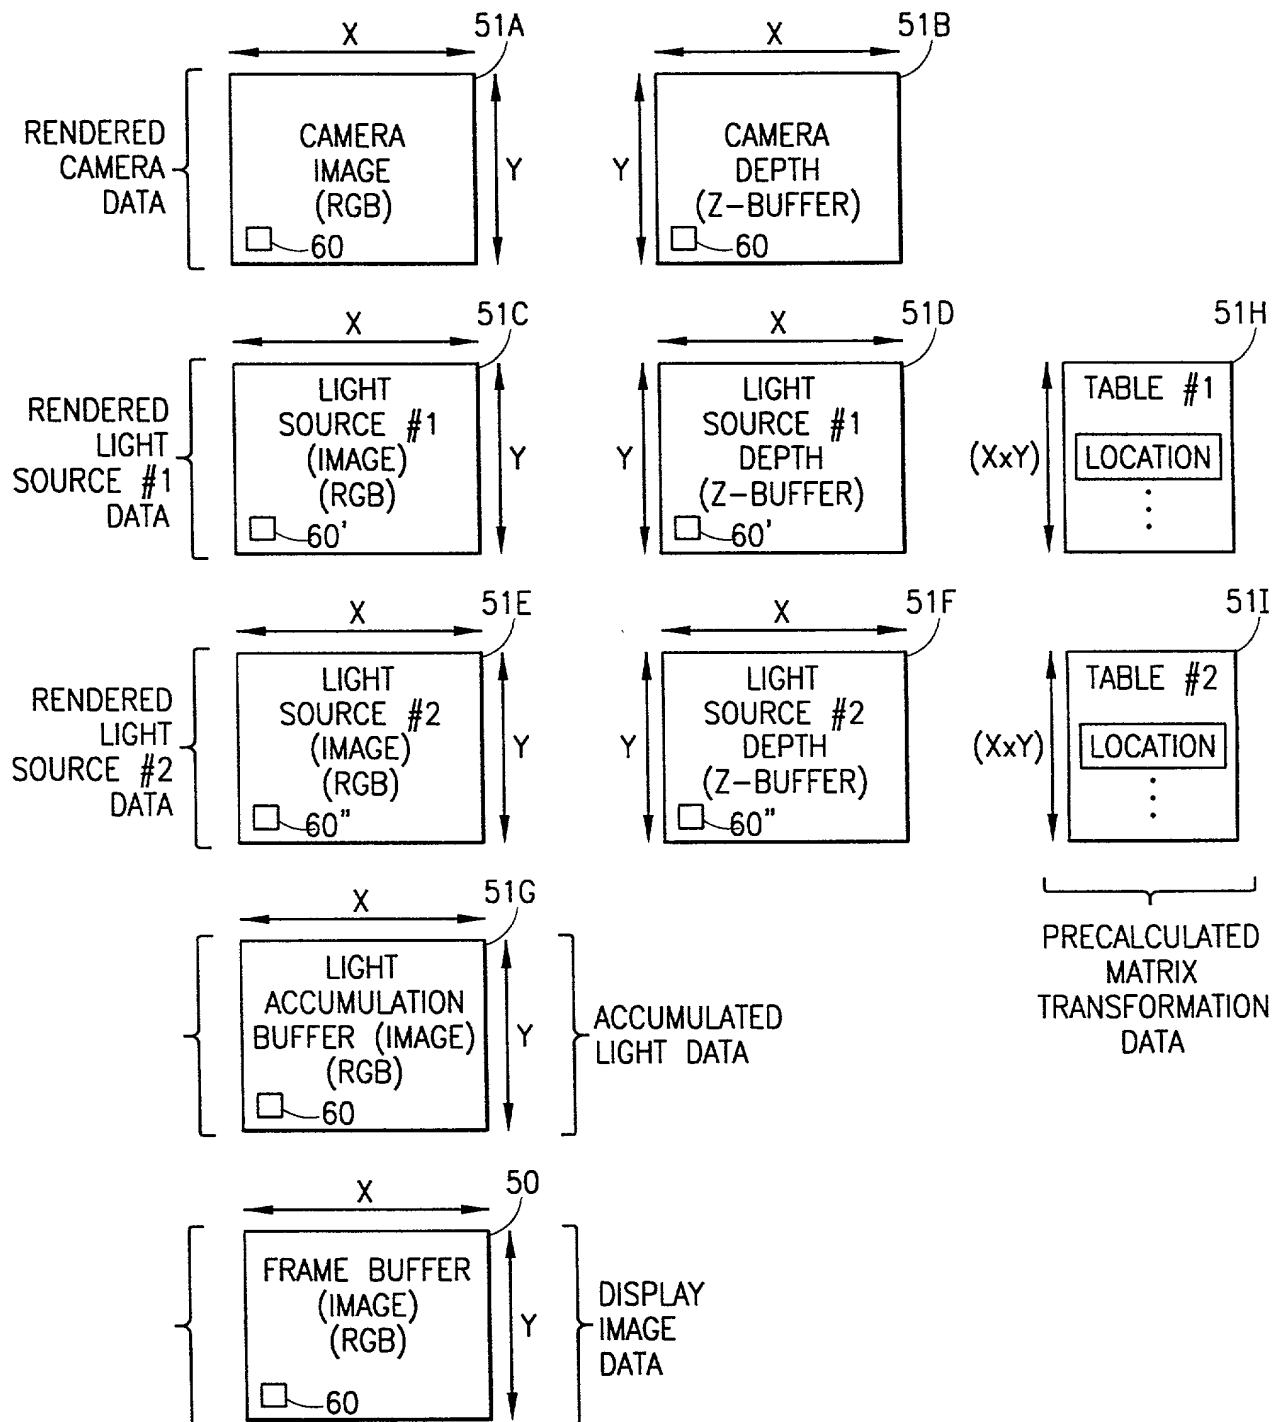 51A
51B
X
X
RENDERED
CAMERA
DATA
CAMERA
IMAGE
(RGB)
60
Y
Y
CAMERA
DEPTH
(Z-BUFFER)
60
51C
51D
51H
X
X
RENDERED
LIGHT
SOURCE #1
DATA
LIGHT
SOURCE #1
(IMAGE)
(RGB)
60'
Y
Y
LIGHT
SOURCE #1
DEPTH
(Z-BUFFER)
60'
(XxY)
TABLE #1
LOCATION
51E
51F
51I
X
X
RENDERED
LIGHT
SOURCE #2
DATA
LIGHT
SOURCE #2
(IMAGE)
(RGB)
60"
Y
Y
LIGHT
SOURCE #2
DEPTH
(Z-BUFFER)
60"
(XxY)
TABLE #2
LOCATION
PRECALCULATED
MATRIX
TRANSFORMATION
DATA
51G
X
LIGHT
ACCUMULATION
BUFFER (IMAGE)
(RGB)
60
Y
ACCUMULATED
LIGHT DATA
50
X
FRAME BUFFER
(IMAGE)
(RGB)
60
Y
DISPLAY
IMAGE
DATA